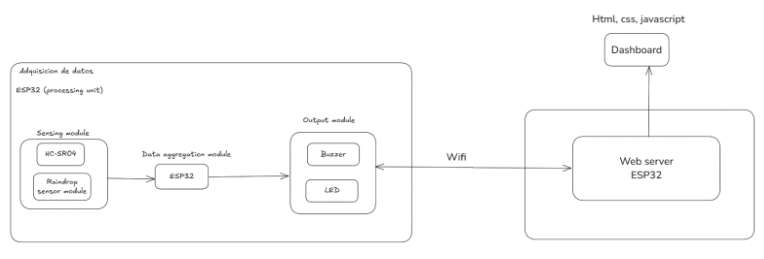 Html, css, javascript
Dashboard
Adquisicion de datos
ESP32 (processing unit)
Sensing module
HC-SR04
Raindrop
sensor module
Data aggregation module
ESP32
Output module
Buzzer
LED
Wifi
Web server
ESP32